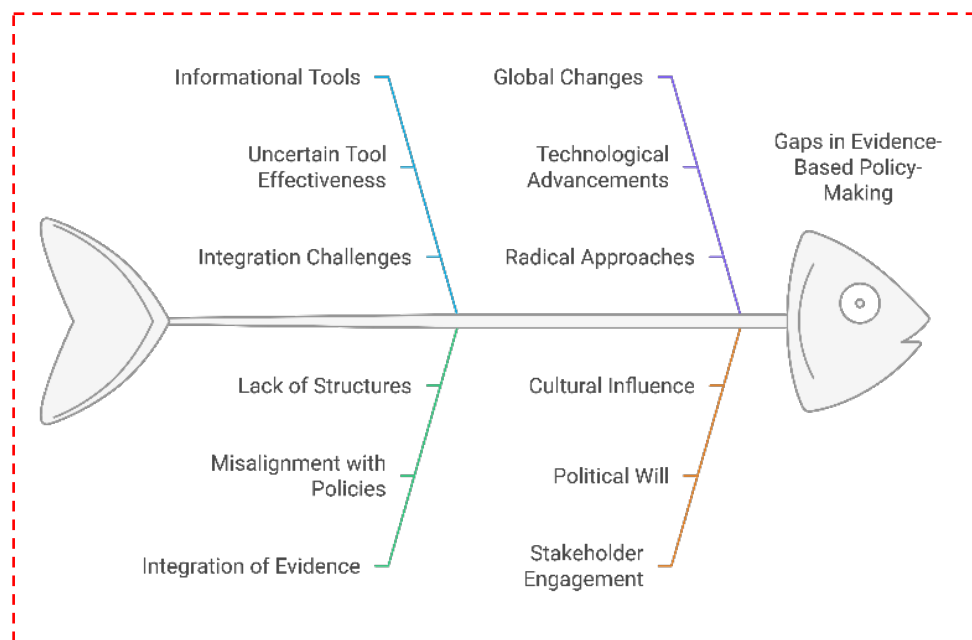 Informational Tools
Uncertain Tool
Effectiveness
Integration Challenges
Global Changes
Technological
Advancements
Radical Approaches
Gaps in Evidence-
Based Policy-
Making
Lack of Structures
Misalignment with
Policies
Integration of Evidence
Cultural Influence
Political Will
Stakeholder
Engagement